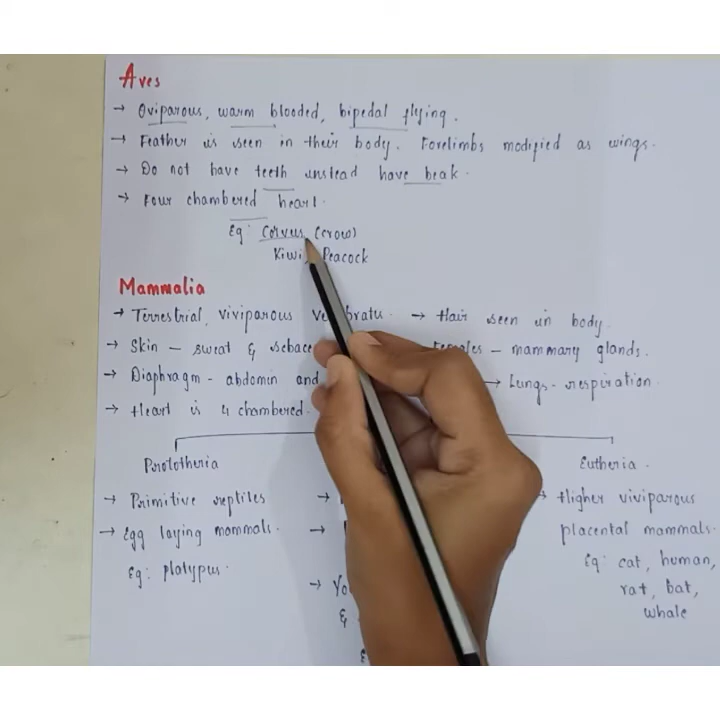 Aves
→ Oviparous, warm blooded, bipedal flying.
→ Feather is seen in their body. Forelimbs modified as wings.
→ Do not have teeth instead have beak.
→ Four chambered heart.
Eg: Corvus (crow)
Kiwi, Peacock
Mammalia
→ Terrestrial, viviparous → Hair seen in body.
→ Skin – sweat & – mammary glands.
→ Diaphragm – abdomen and → Lungs – respiration.
→ Heart is 4 chambered.
Prototheria Eutheria.
→ Primitive reptiles → → Higher viviparous
→ Egg laying mammals. → placental mammals.
Eg: platypus. Eg: cat, human,
→ rat, bat,
& whale